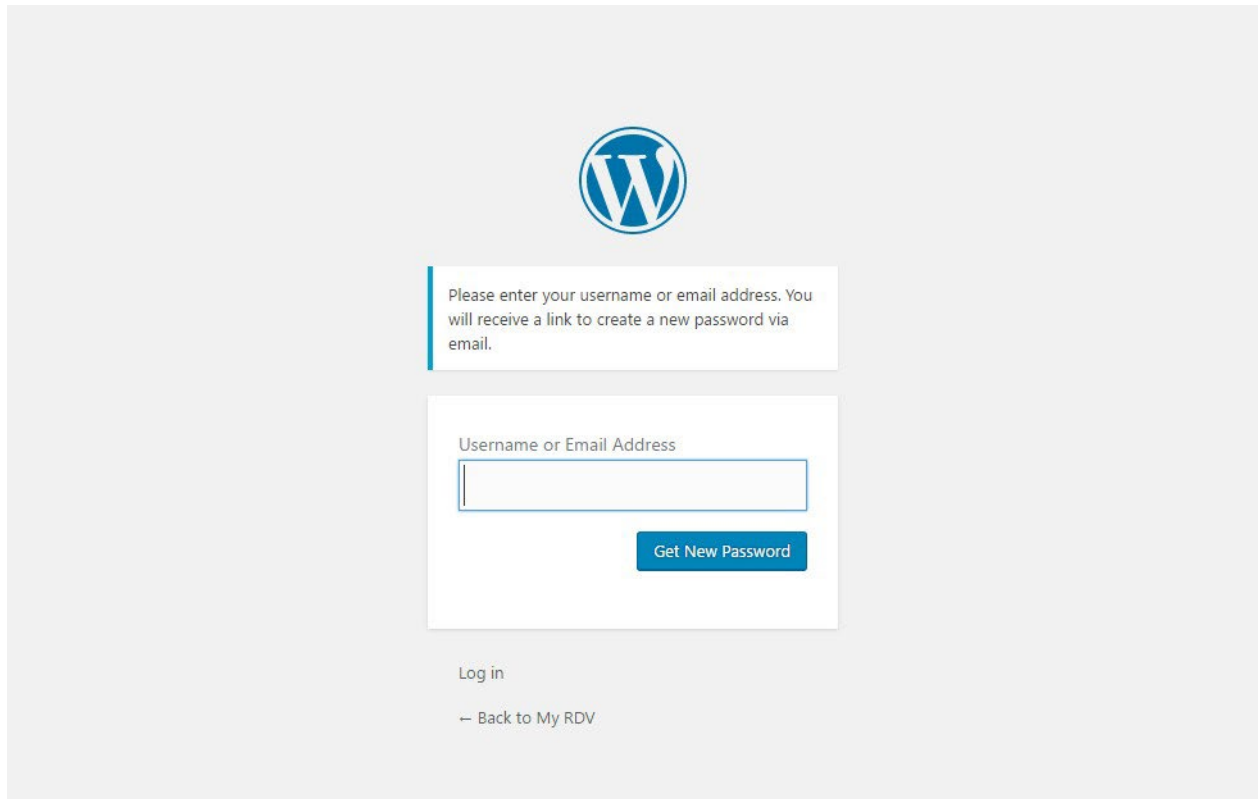 Please enter your username or email address. You
will receive a link to create a new password via
email.
Username or Email Address
Get New Password
Log in
← Back to My RDV